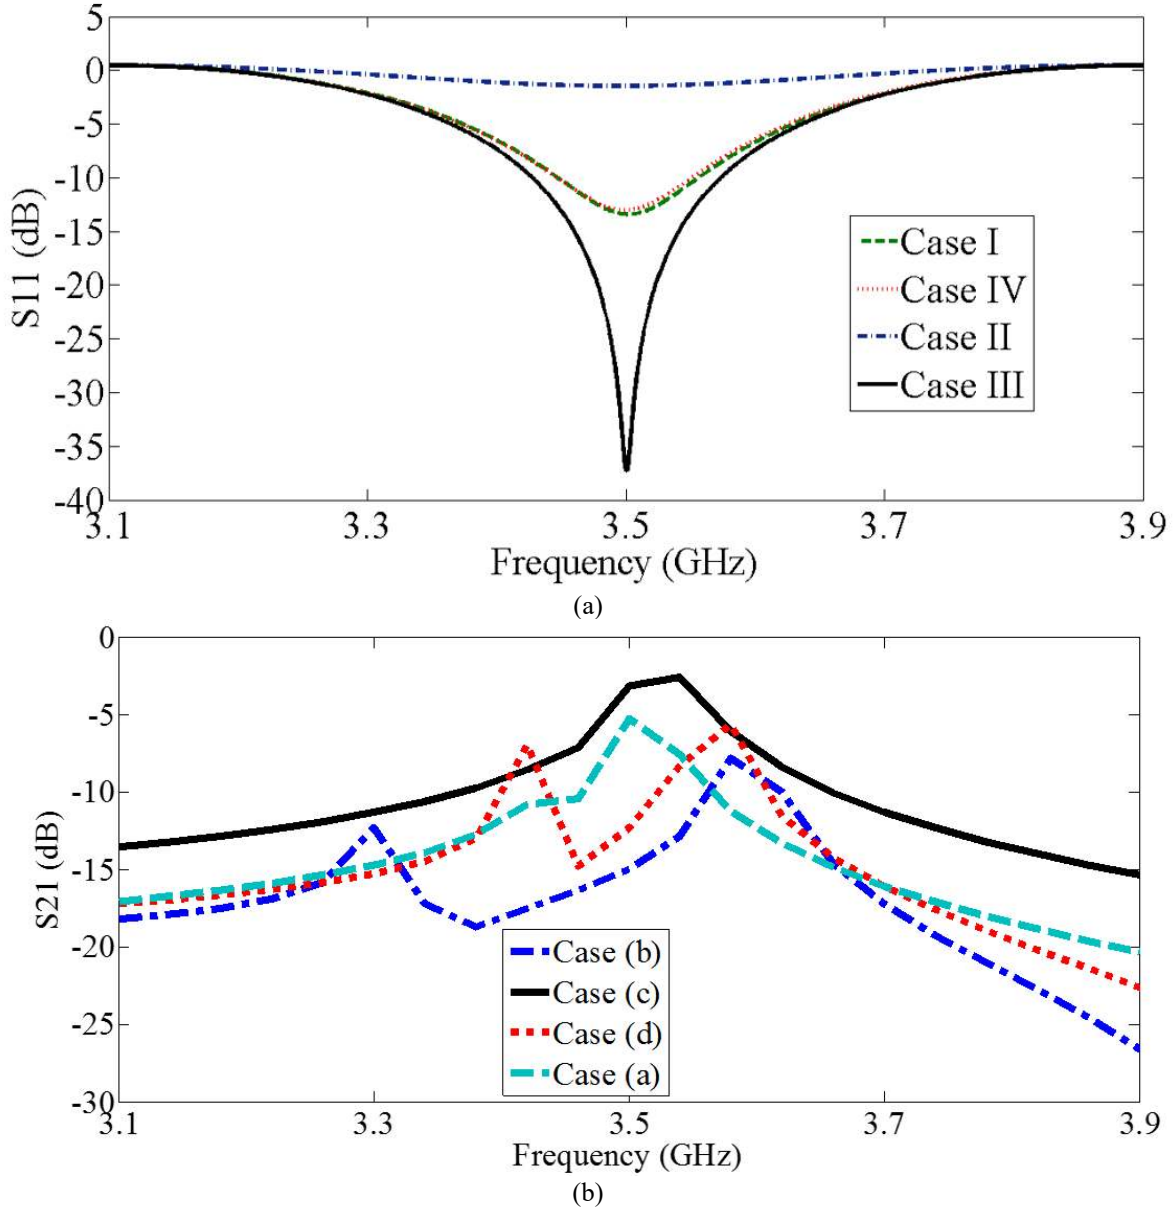 5
0
-5
-10
-15
-20
-25
-30
-35
-40
S11 (dB)
Case I
Case IV
Case II
Case III
3.1 3.3 3.5 3.7 3.9
Frequency (GHz)
(a)
0
-5
-10
-15
-20
-25
-30
S21 (dB)
Case (b)
Case (c)
Case (d)
Case (a)
3.1 3.3 3.5 3.7 3.9
Frequency (GHz)
(b)